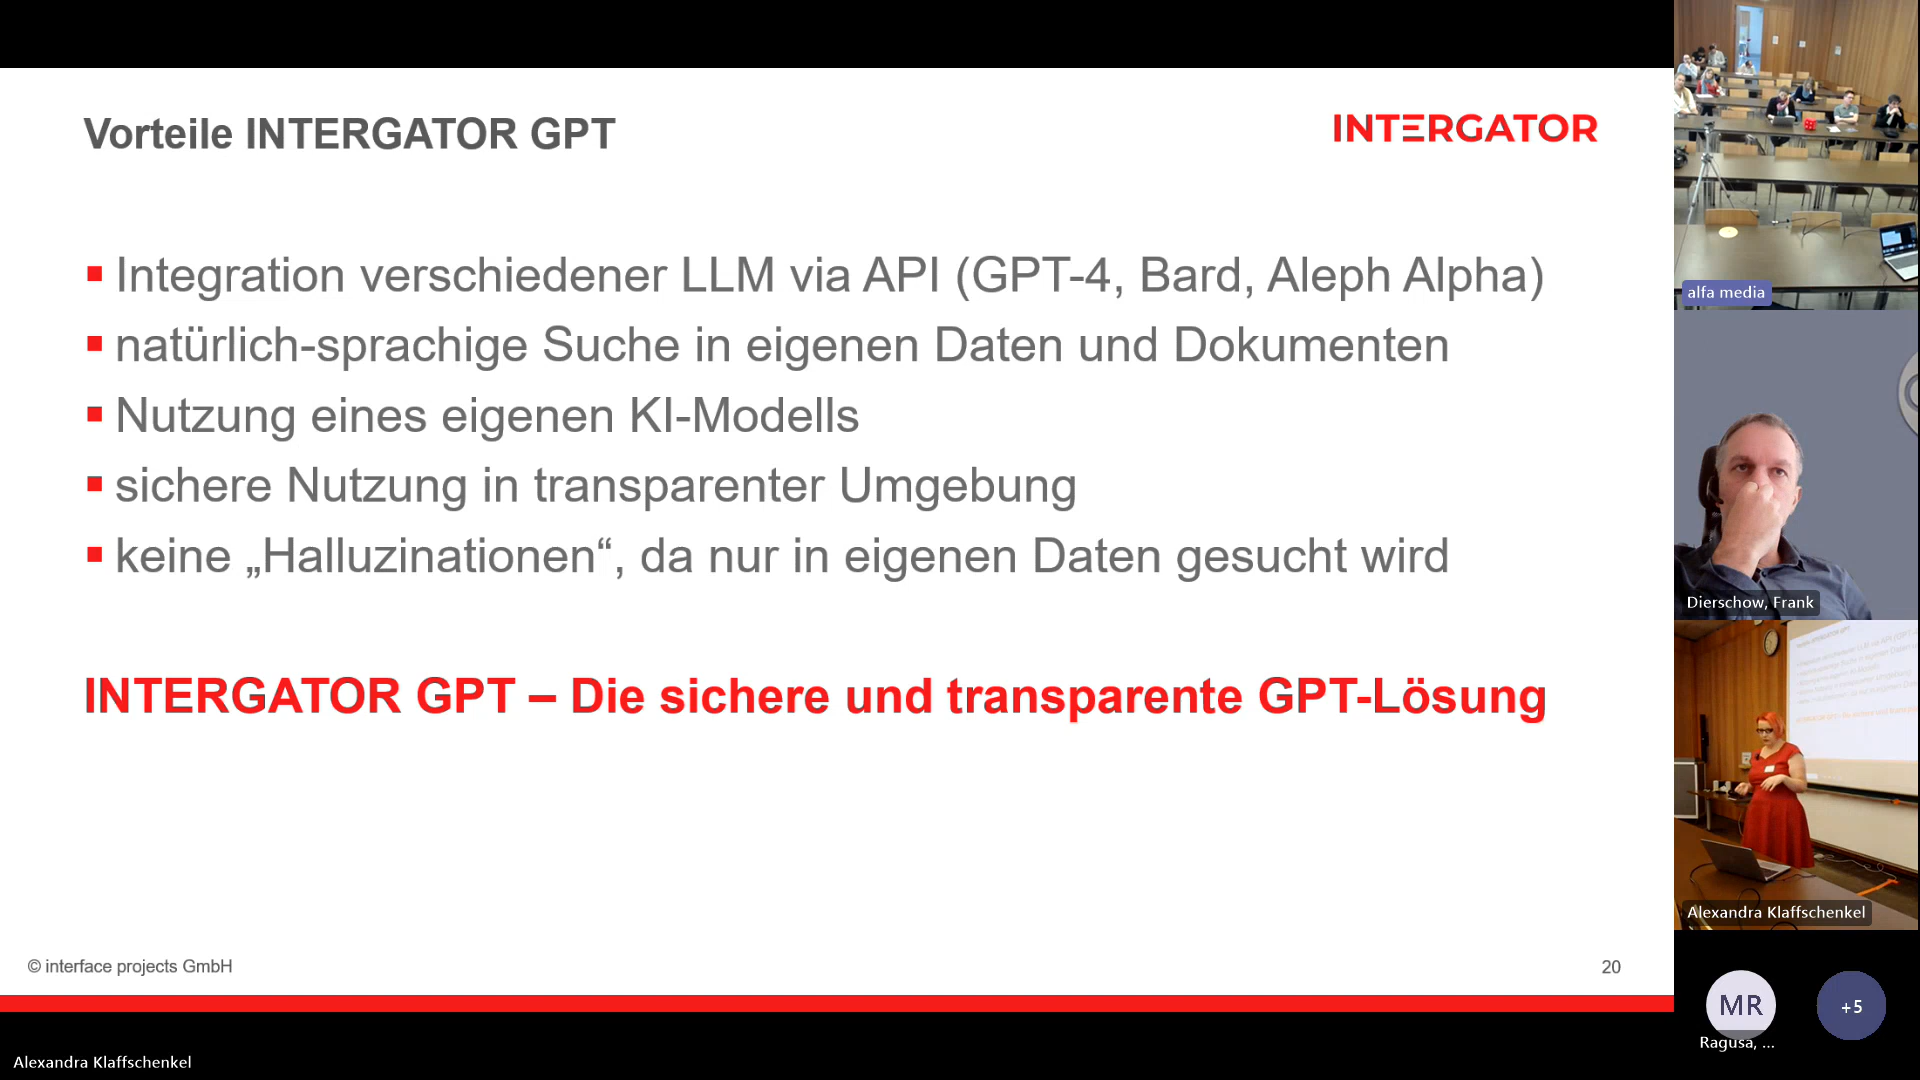 Vorteile INTERGATOR GPT
INTERGATOR
Integration verschiedener LLM via API (GPT-4, Bard, Aleph Alpha)
natürlich-sprachige Suche in eigenen Daten und Dokumenten
Nutzung eines eigenen KI-Modells
sichere Nutzung in transparenter Umgebung
keine „Halluzinationen“, da nur in eigenen Daten gesucht wird
INTERGATOR GPT – Die sichere und transparente GPT-Lösung
© interface projects GmbH
20
Alexandra Klaffschenkel
alfa media
Dierschow, Frank
Alexandra Klaffschenkel
MR
+5
Ragusa, ...